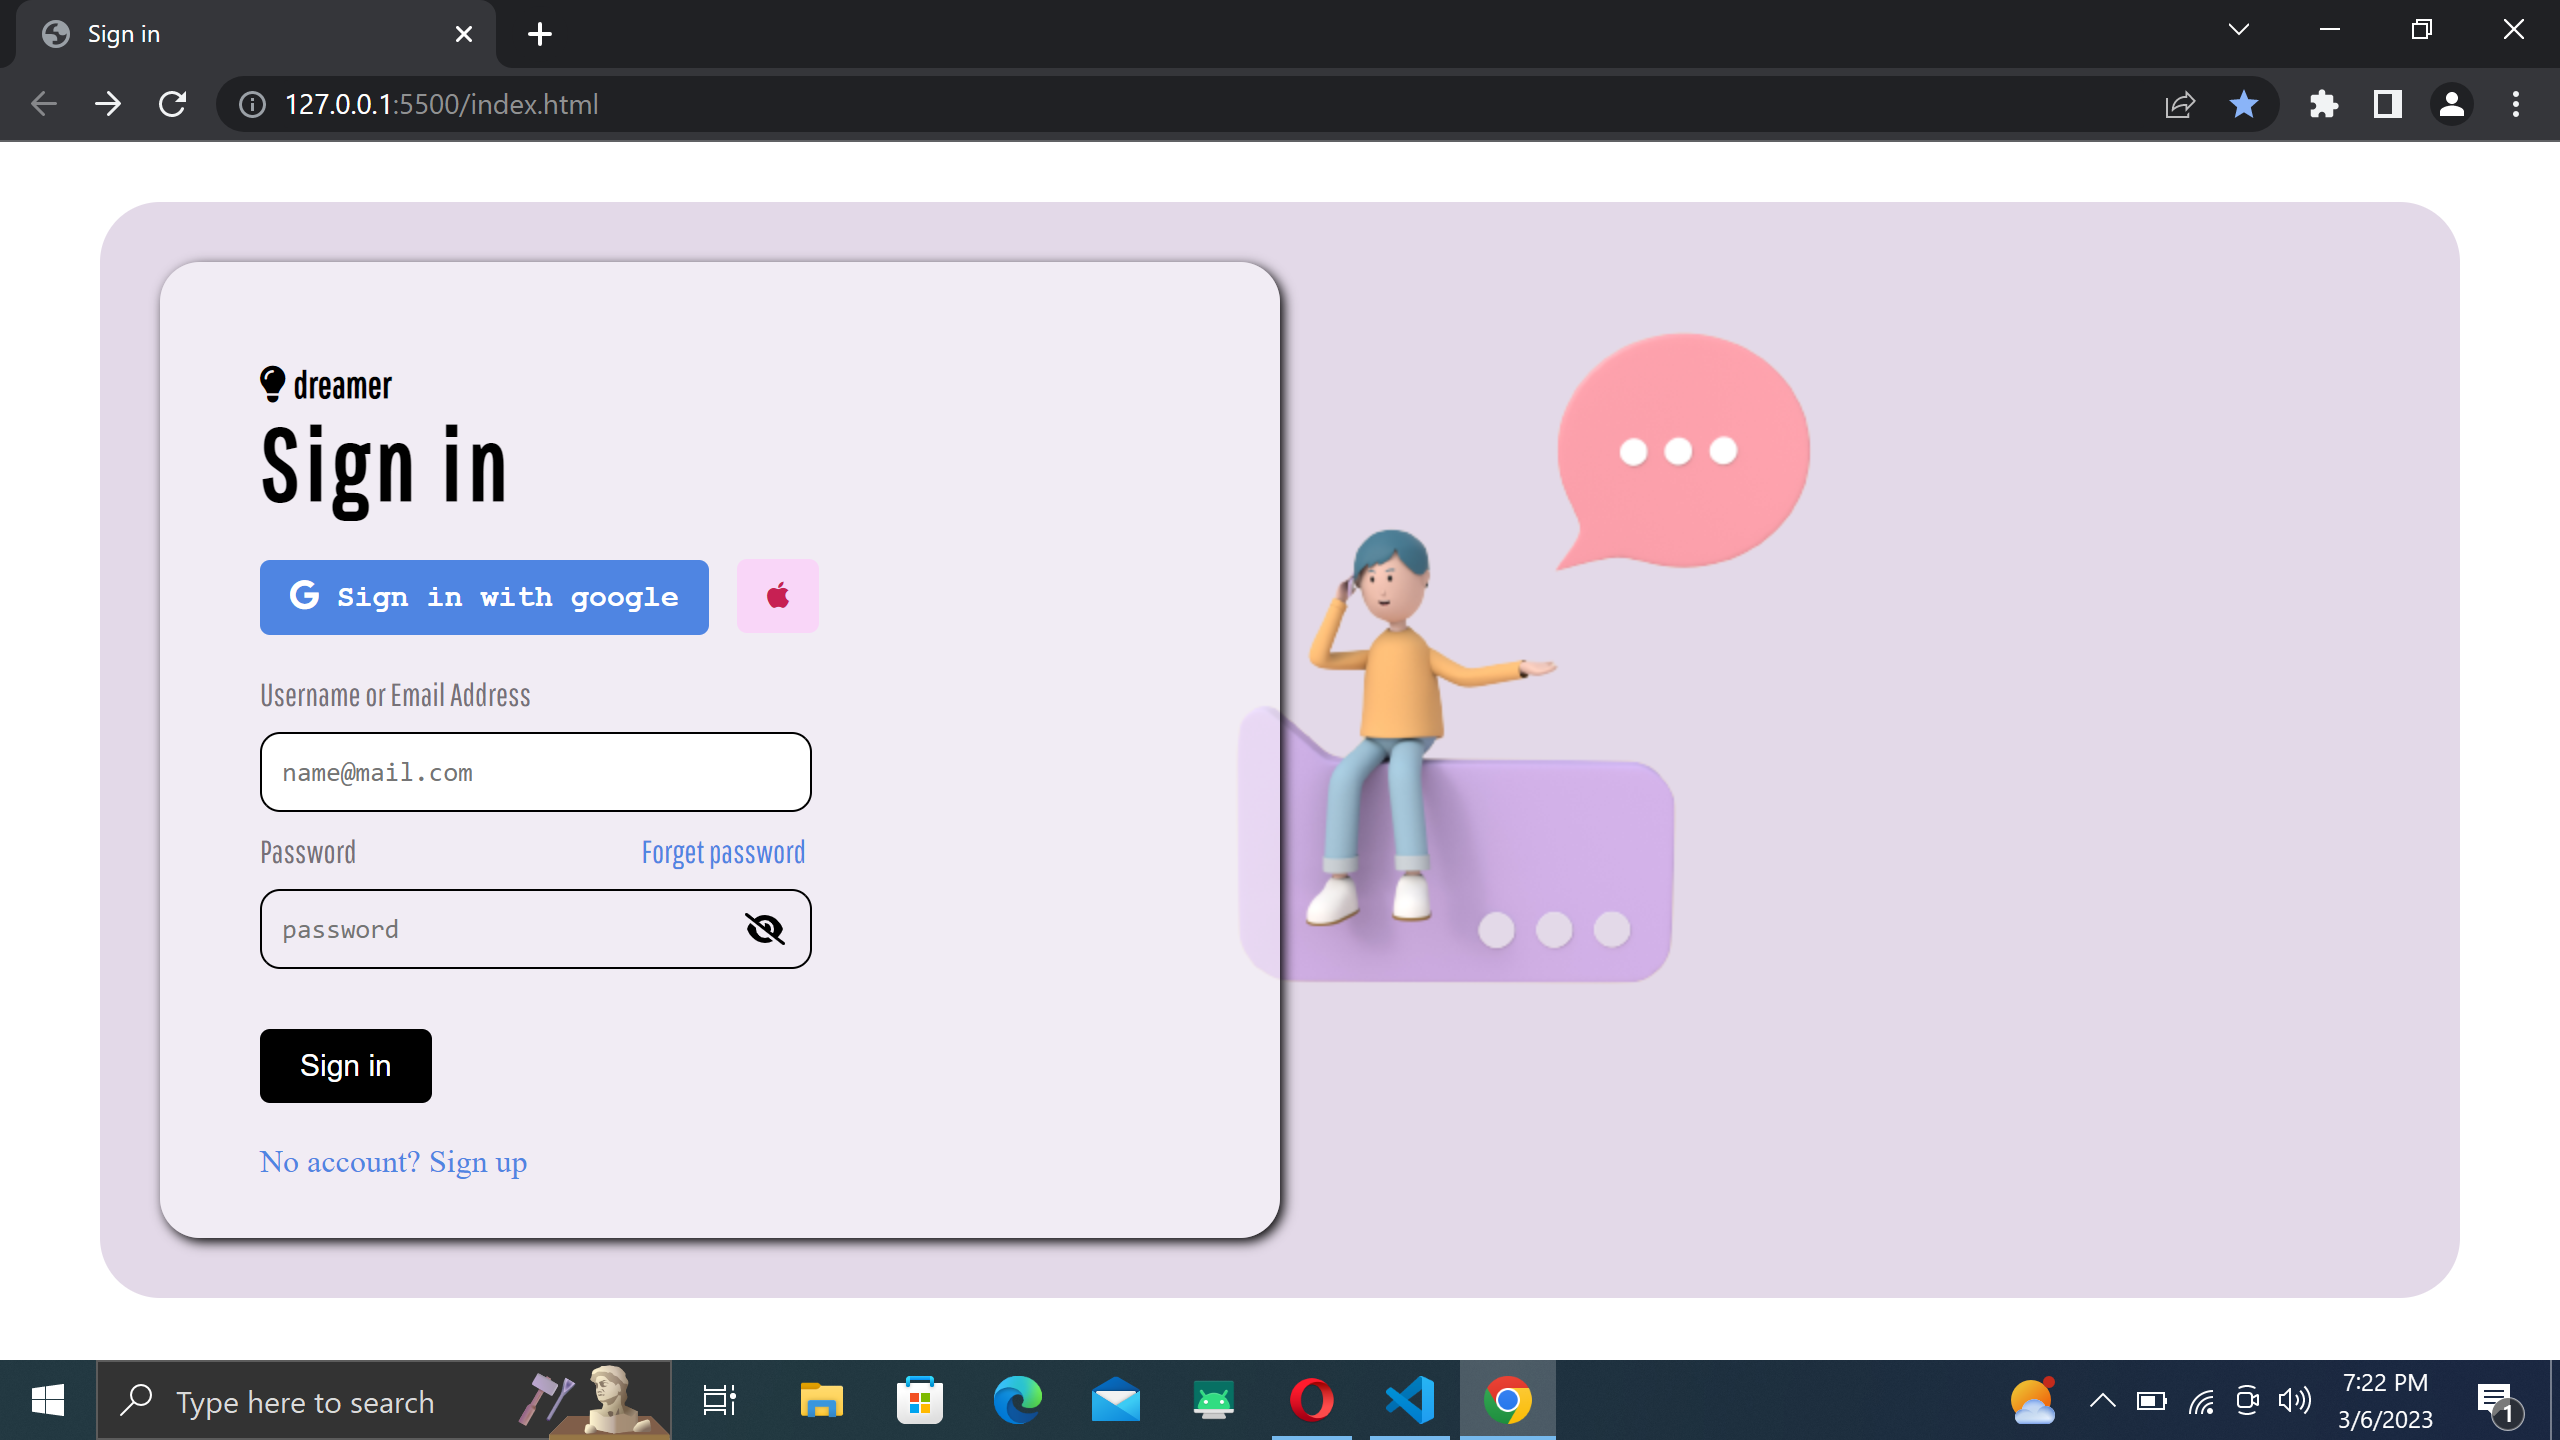 Sign in
127.0.0.1:5500/index.html
dreamer
Sign in
Sign in with google
Username or Email Address
name@mail.com
Password
Forget password
password
Sign in
No account? Sign up
Type here to search
7:22 PM
3/6/2023
1